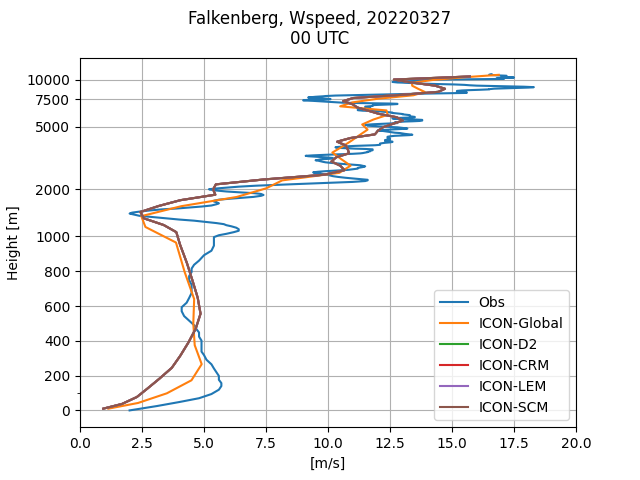 Falkenberg, Wspeed, 20220327
00 UTC
Height [m]
10000
7500
5000
2000
1000
800
600
400
200
0
Obs
ICON-Global
ICON-D2
ICON-CRM
ICON-LEM
ICON-SCM
0.0 2.5 5.0 7.5 10.0 12.5 15.0 17.5 20.0
[m/s]